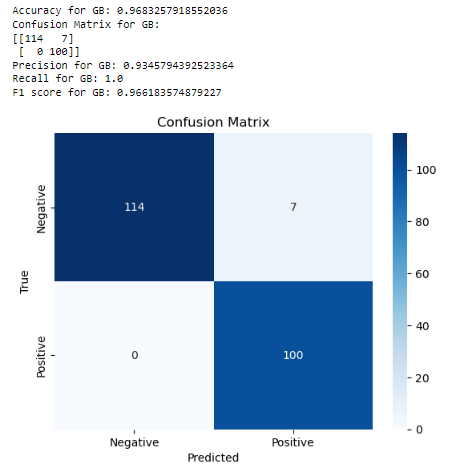 Accuracy for GB: 0.9683257918552036
Confusion Matrix for GB:
[[114   7]
 [  0 100]]
Precision for GB: 0.9345794392523364
Recall for GB: 1.0
F1 score for GB: 0.966183574879227
Confusion Matrix
Negative
114
7
100
80
60
40
20
0
True
Positive
0
100
Negative
Positive
Predicted